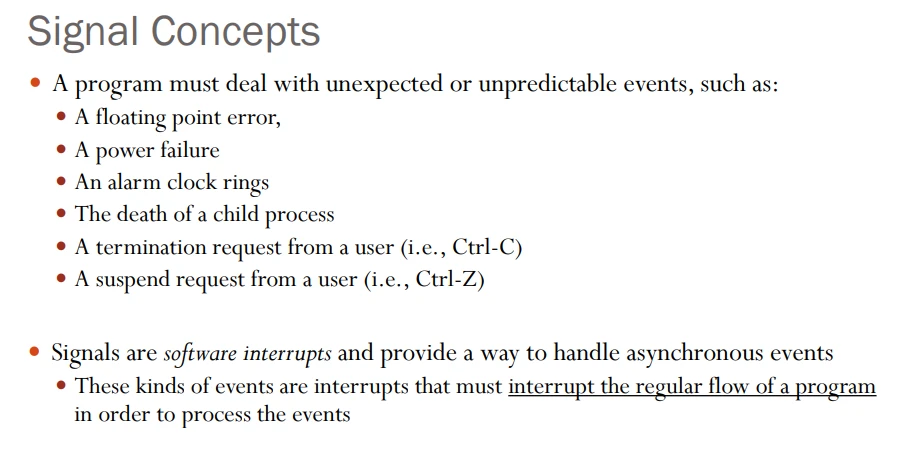 Signal Concepts
• A program must deal with unexpected or unpredictable events, such as:
• A floating point error,
• A power failure
• An alarm clock rings
• The death of a child process
• A termination request from a user (i.e., Ctrl-C)
• A suspend request from a user (i.e., Ctrl-Z)
• Signals are software interrupts and provide a way to handle asynchronous events
• These kinds of events are interrupts that must interrupt the regular flow of a program
in order to process the events